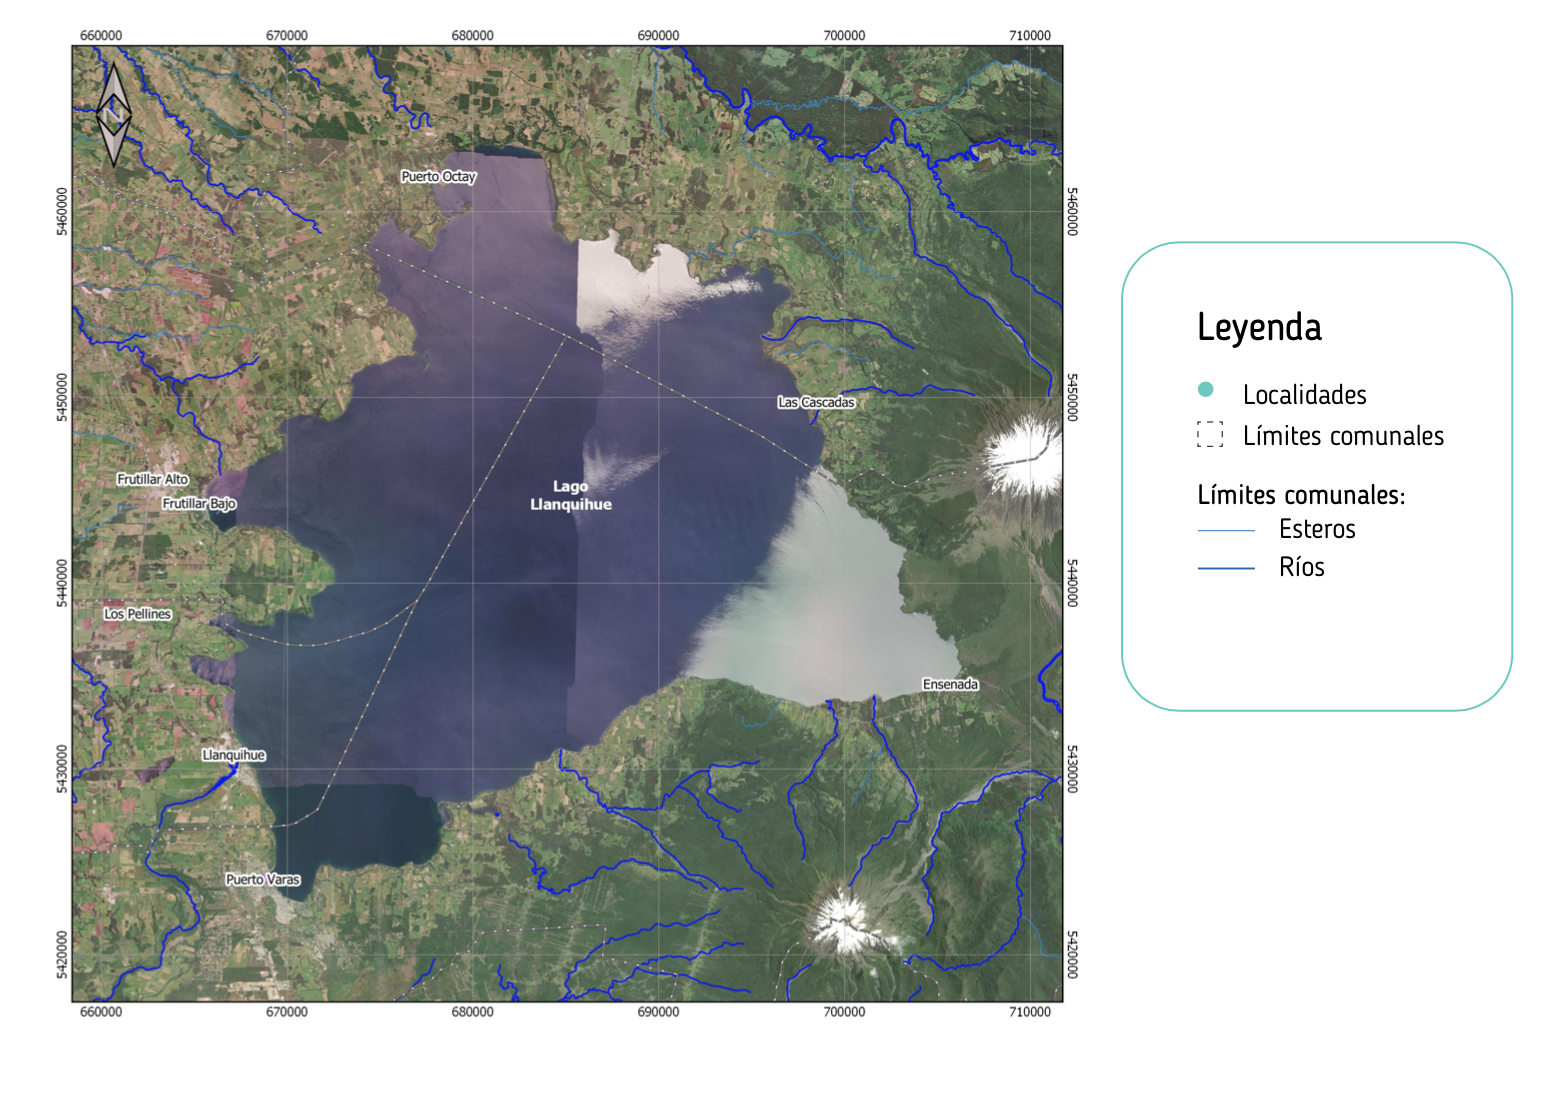 660000 670000 680000 690000 700000 710000
N
5460000
5450000
5440000
5430000
5420000
Puerto Octay
Las Cascadas
Frutillar Alto
Frutillar Bajo
Lago
Llanquihue
Los Pellines
Ensenada
Llanquihue
Puerto Varas
5460000
5450000
5440000
5430000
5420000
660000 670000 680000 690000 700000 710000
Leyenda
Localidades
Límites comunales
Límites comunales:
Esteros
Ríos